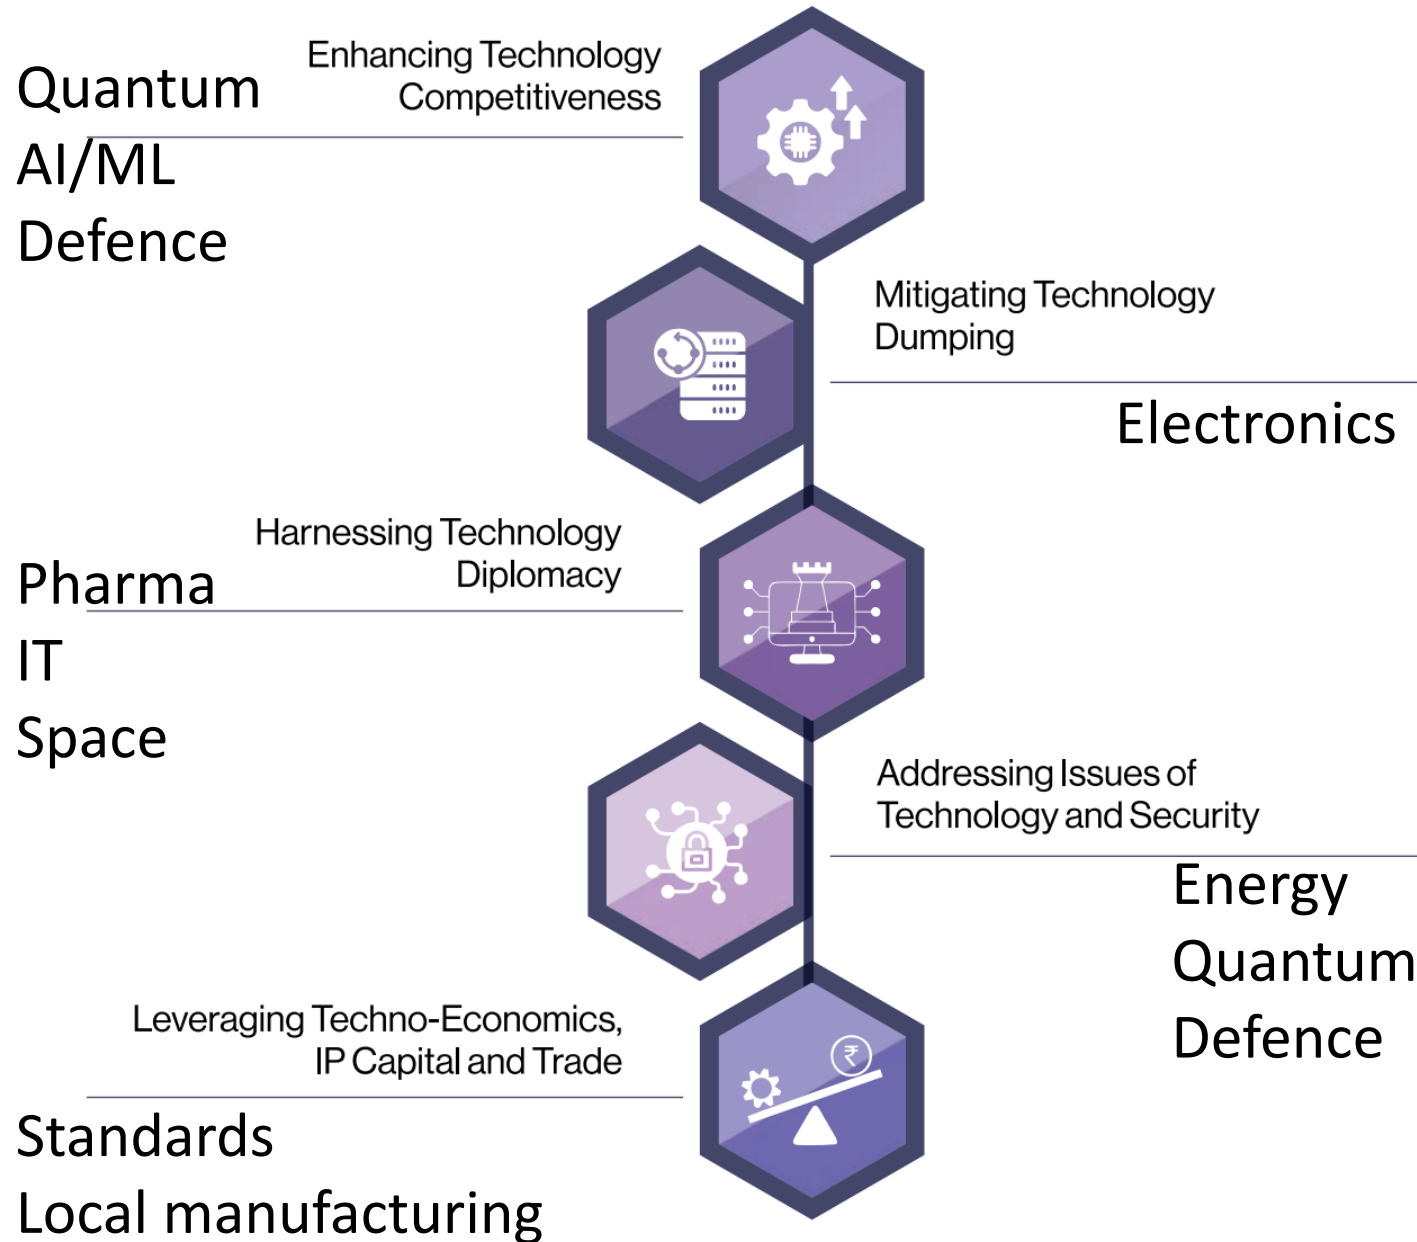 Enhancing Technology
Competitiveness
Quantum
AI/ML
Defence
Mitigating Technology
Dumping
Electronics
Harnessing Technology
Diplomacy
Pharma
IT
Space
Addressing Issues of
Technology and Security
Energy
Quantum
Defence
Leveraging Techno-Economics,
IP Capital and Trade
₹
Standards
Local manufacturing